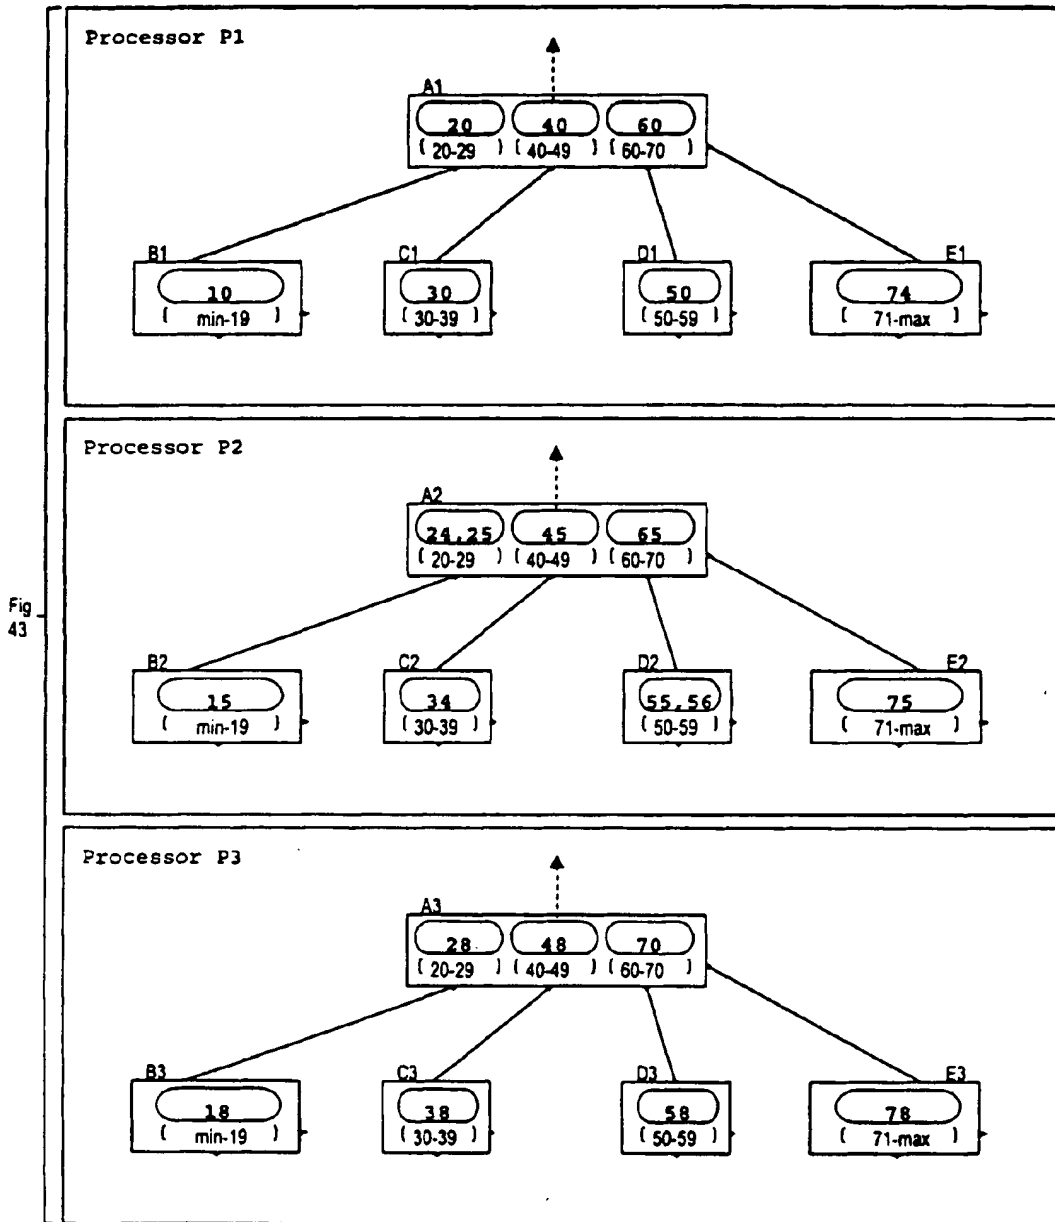 Processor P1
A1
20 40 60
( 20-29 ) ( 40-49 ) ( 60-70 )
B1 C1 D1 E1
10 30 50 74
( min-19 ) ( 30-39 ) ( 50-59 ) ( 71-max )
Processor P2
A2
24,25 45 65
( 20-29 ) ( 40-49 ) ( 60-70 )
Fig
43
B2 C2 D2 E2
15 34 55,56 75
( min-19 ) ( 30-39 ) ( 50-59 ) ( 71-max )
Processor P3
A3
28 48 70
( 20-29 ) ( 40-49 ) ( 60-70 )
B3 C3 D3 E3
18 38 58 78
( min-19 ) ( 30-39 ) ( 50-59 ) ( 71-max )